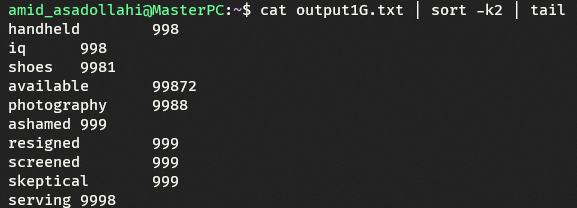 amid_asadollahi@MasterPC:~$ cat output1G.txt | sort -k2 | tail
handheld 998
iq 998
shoes 9981
available 99872
photography 9988
ashamed 999
resigned 999
screened 999
skeptical 999
serving 9998